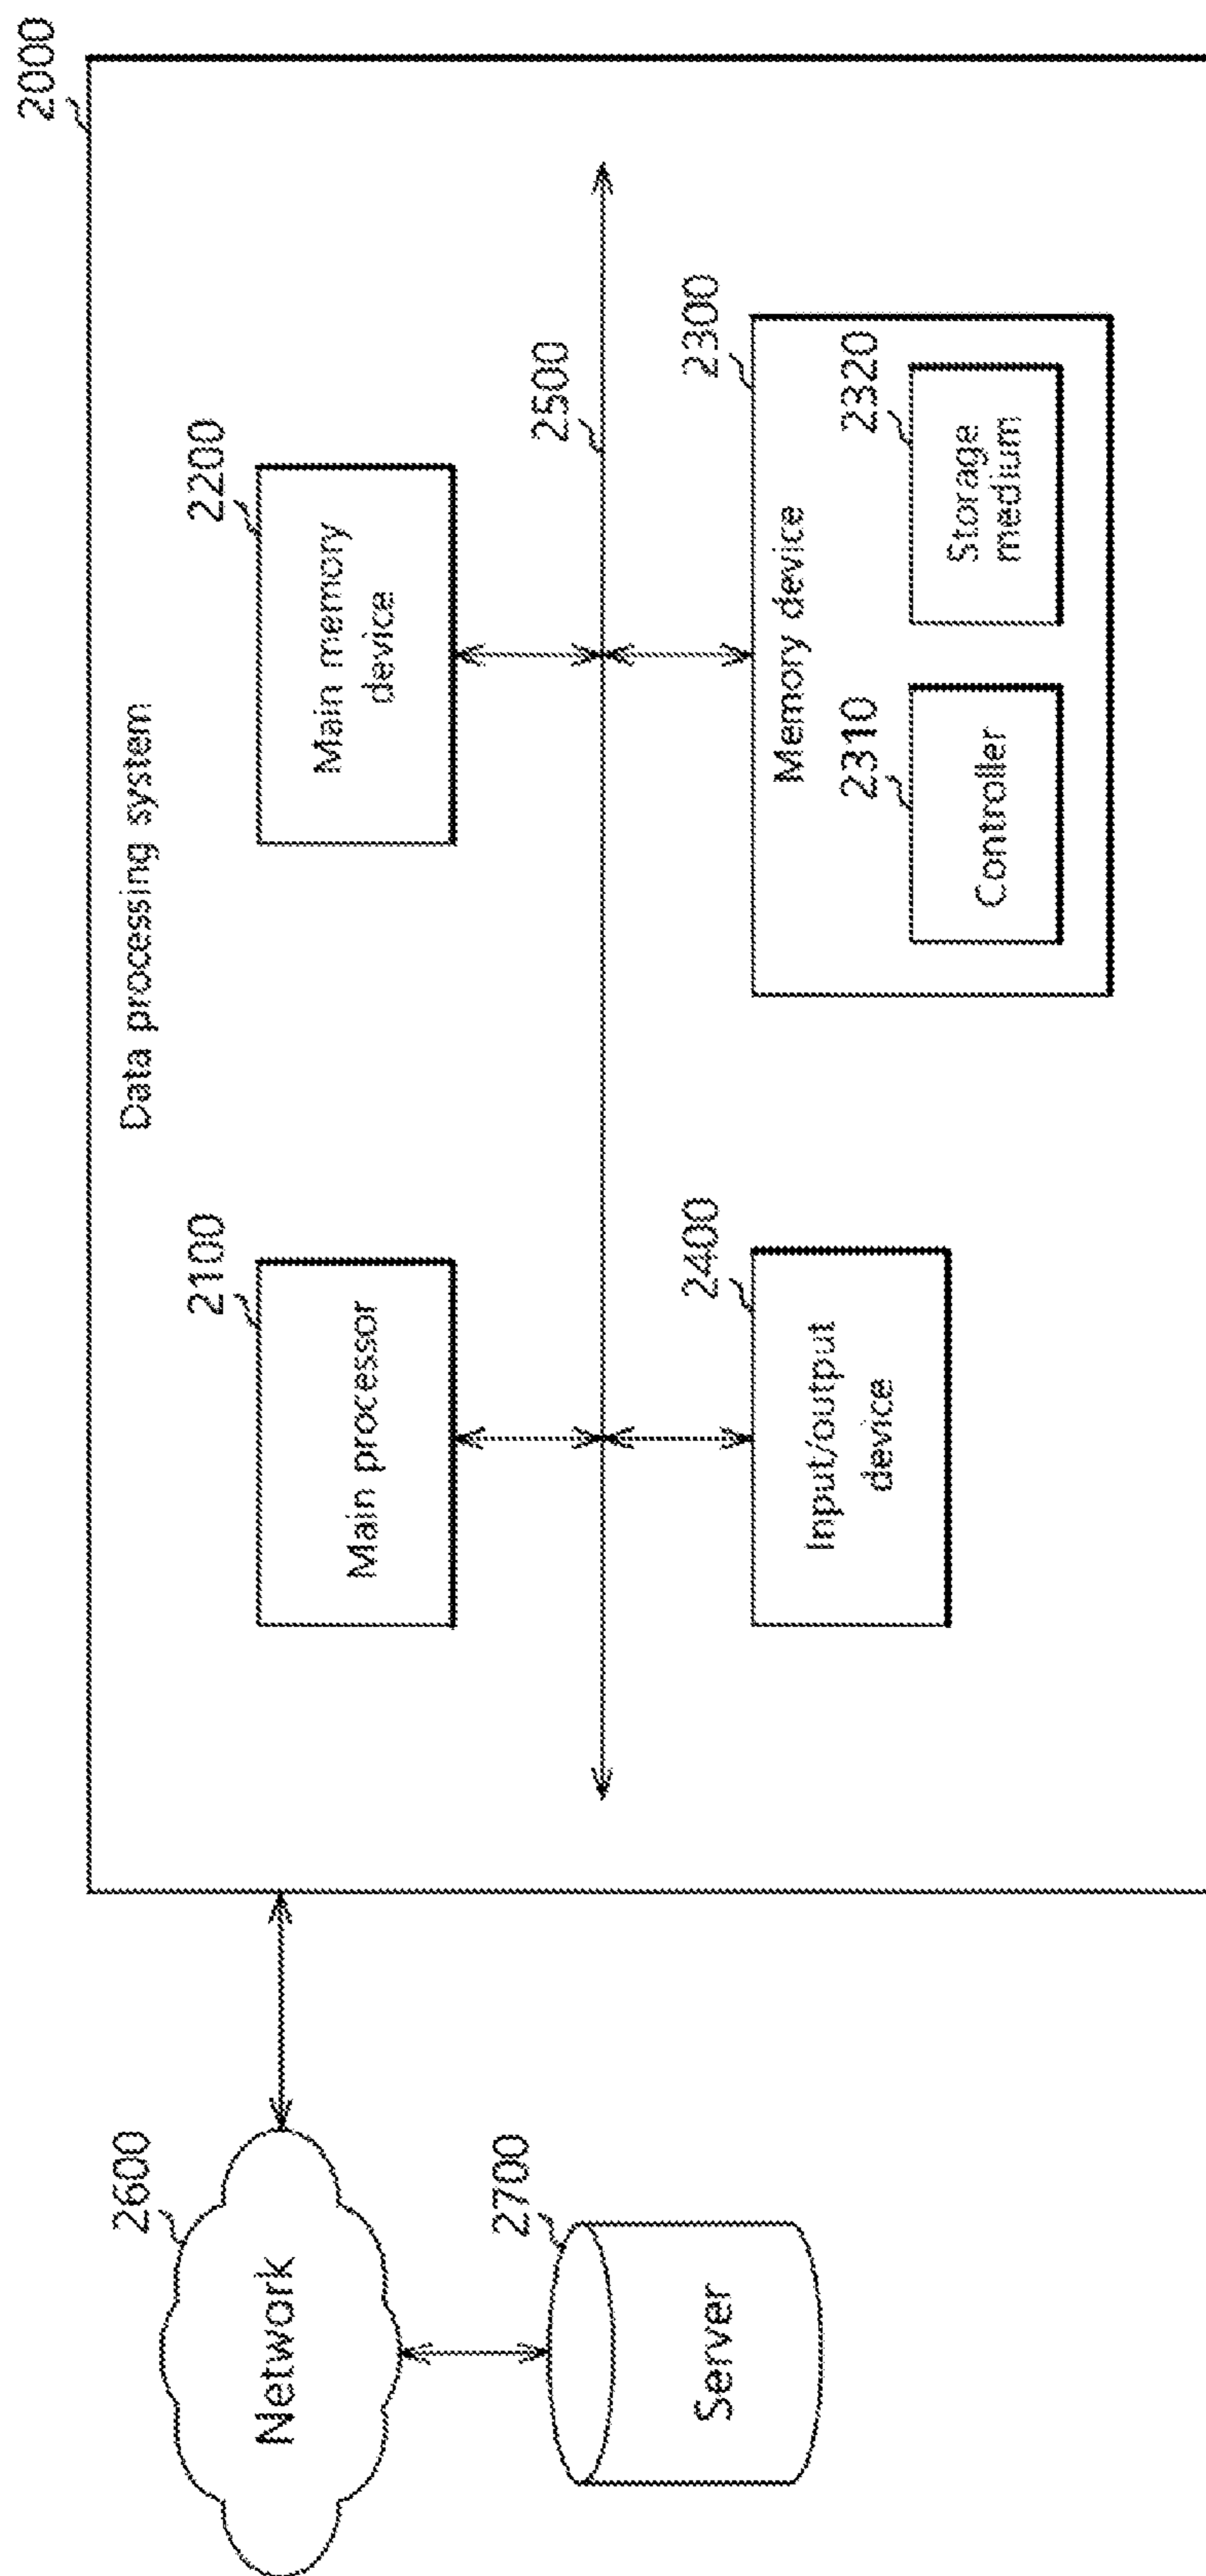 2000
Data processing system
2600
Network
2700
Server
2100
Main processor
2200
Main memory
device
2500
2400
Input/output
device
2300
Memory device
2310
Controller
2320
Storage
medium